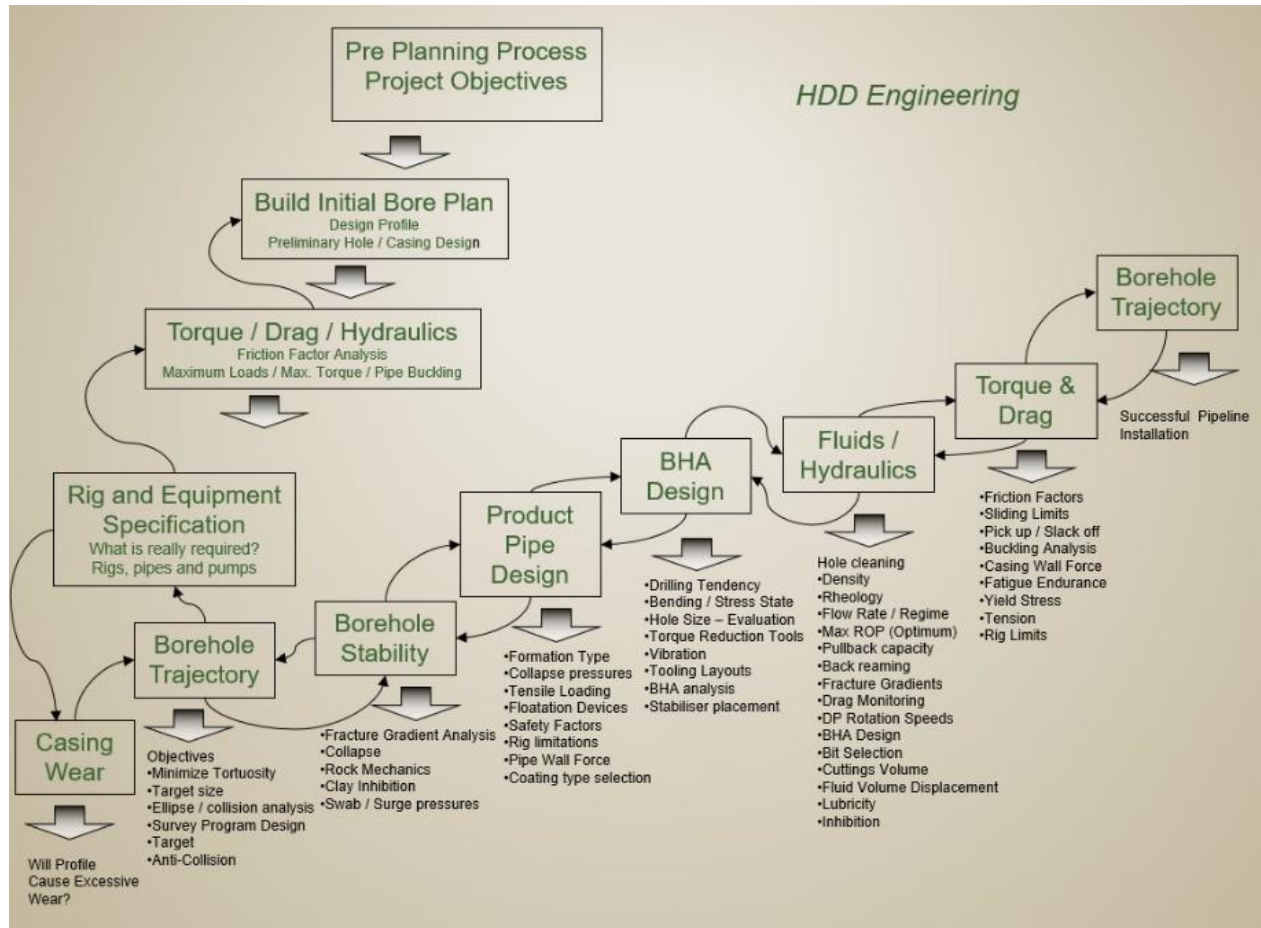 Pre Planning Process
Project Objectives
HDD Engineering
Build Initial Bore Plan
Design Profile
Preliminary Hole / Casing Design
Torque / Drag / Hydraulics
Friction Factor Analysis
Maximum Loads / Max. Torque / Pipe Buckling
Rig and Equipment
Specification
What is really required?
Rigs, pipes and pumps
Casing
Wear
Will Profile
Cause Excessive
Wear?
Borehole
Trajectory
Objectives
•Minimize Tortuosity
•Target size
•Ellipse / collision analysis
•Survey Program Design
•Target
•Anti-Collision
Borehole
Stability
•Fracture Gradient Analysis
•Collapse
•Rock Mechanics
•Clay Inhibition
•Swab / Surge pressures
Product
Pipe
Design
•Formation Type
•Collapse pressures
•Tensile Loading
•Floatation Devices
•Safety Factors
•Rig limitations
•Pipe Wall Force
•Coating type selection
BHA
Design
•Drilling Tendency
•Bending / Stress State
•Hole Size – Evaluation
•Torque Reduction Tools
•Vibration
•Tooling Layouts
•BHA analysis
•Stabiliser placement
Fluids /
Hydraulics
Hole cleaning
•Density
•Rheology
•Flow Rate / Regime
•Max ROP (Optimum)
•Pullback capacity
•Back reaming
•Fracture Gradients
•Drag Monitoring
•DP Rotation Speeds
•BHA Design
•Bit Selection
•Cuttings Volume
•Fluid Volume Displacement
•Lubricity
•Inhibition
Torque &
Drag
•Friction Factors
•Sliding Limits
•Pick up / Slack off
•Buckling Analysis
•Casing Wall Force
•Fatigue Endurance
•Yield Stress
•Tension
•Rig Limits
Borehole
Trajectory
Successful Pipeline
Installation